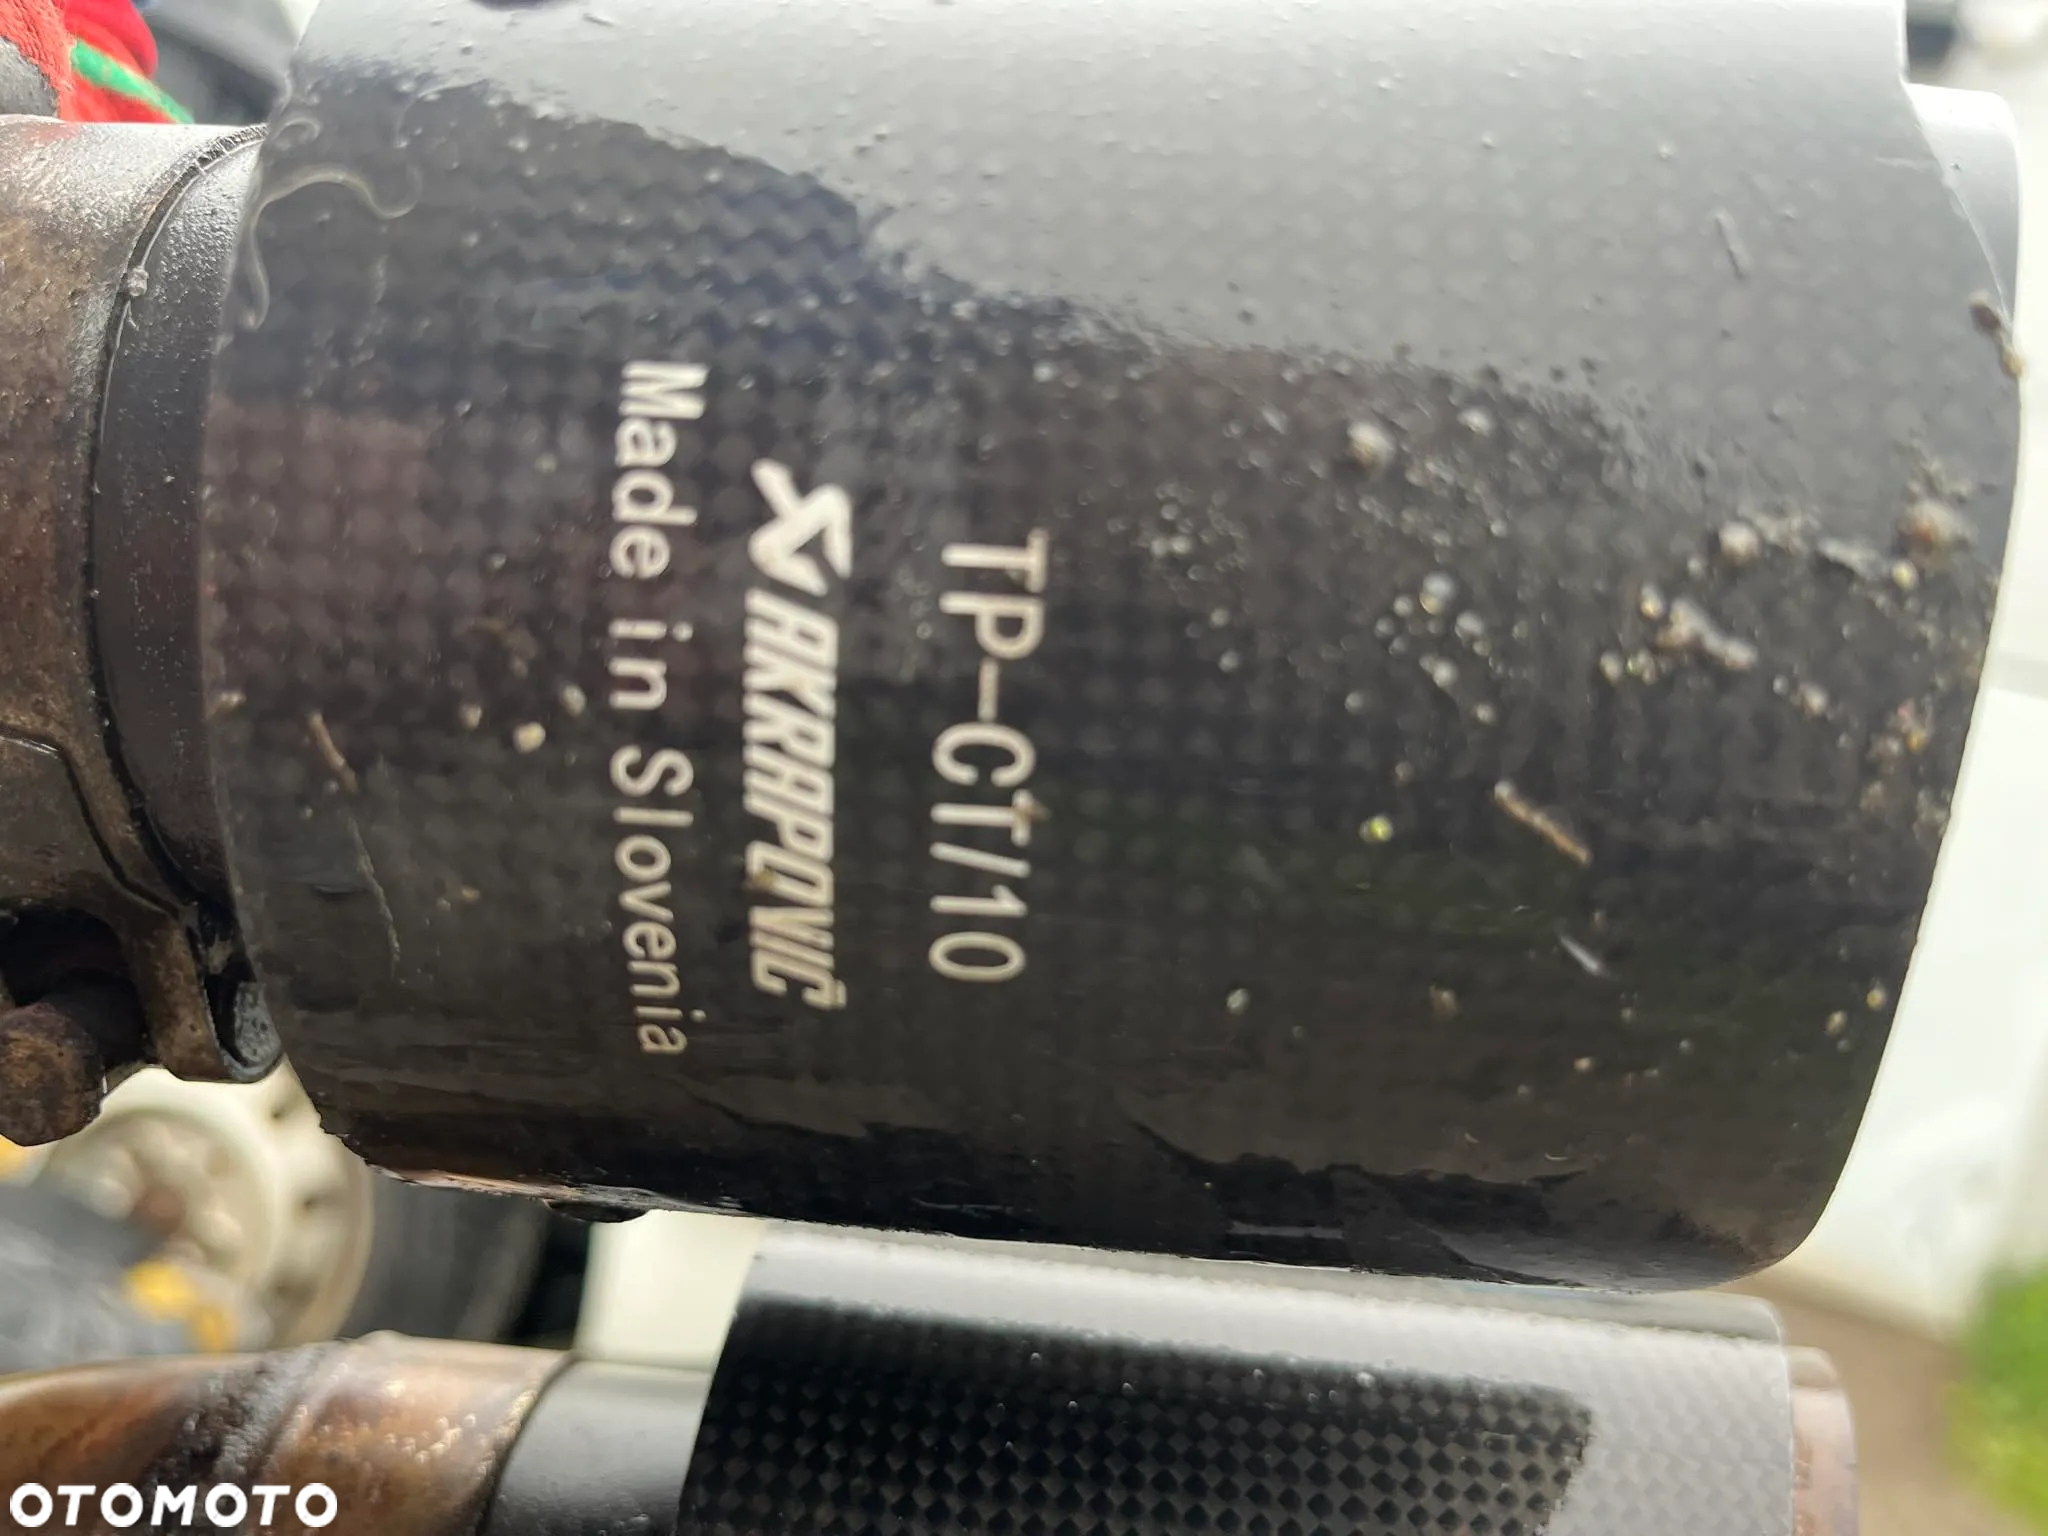 TP-CT/10
AKRAPOVIČ
Made in Slovenia
OTOMOTO